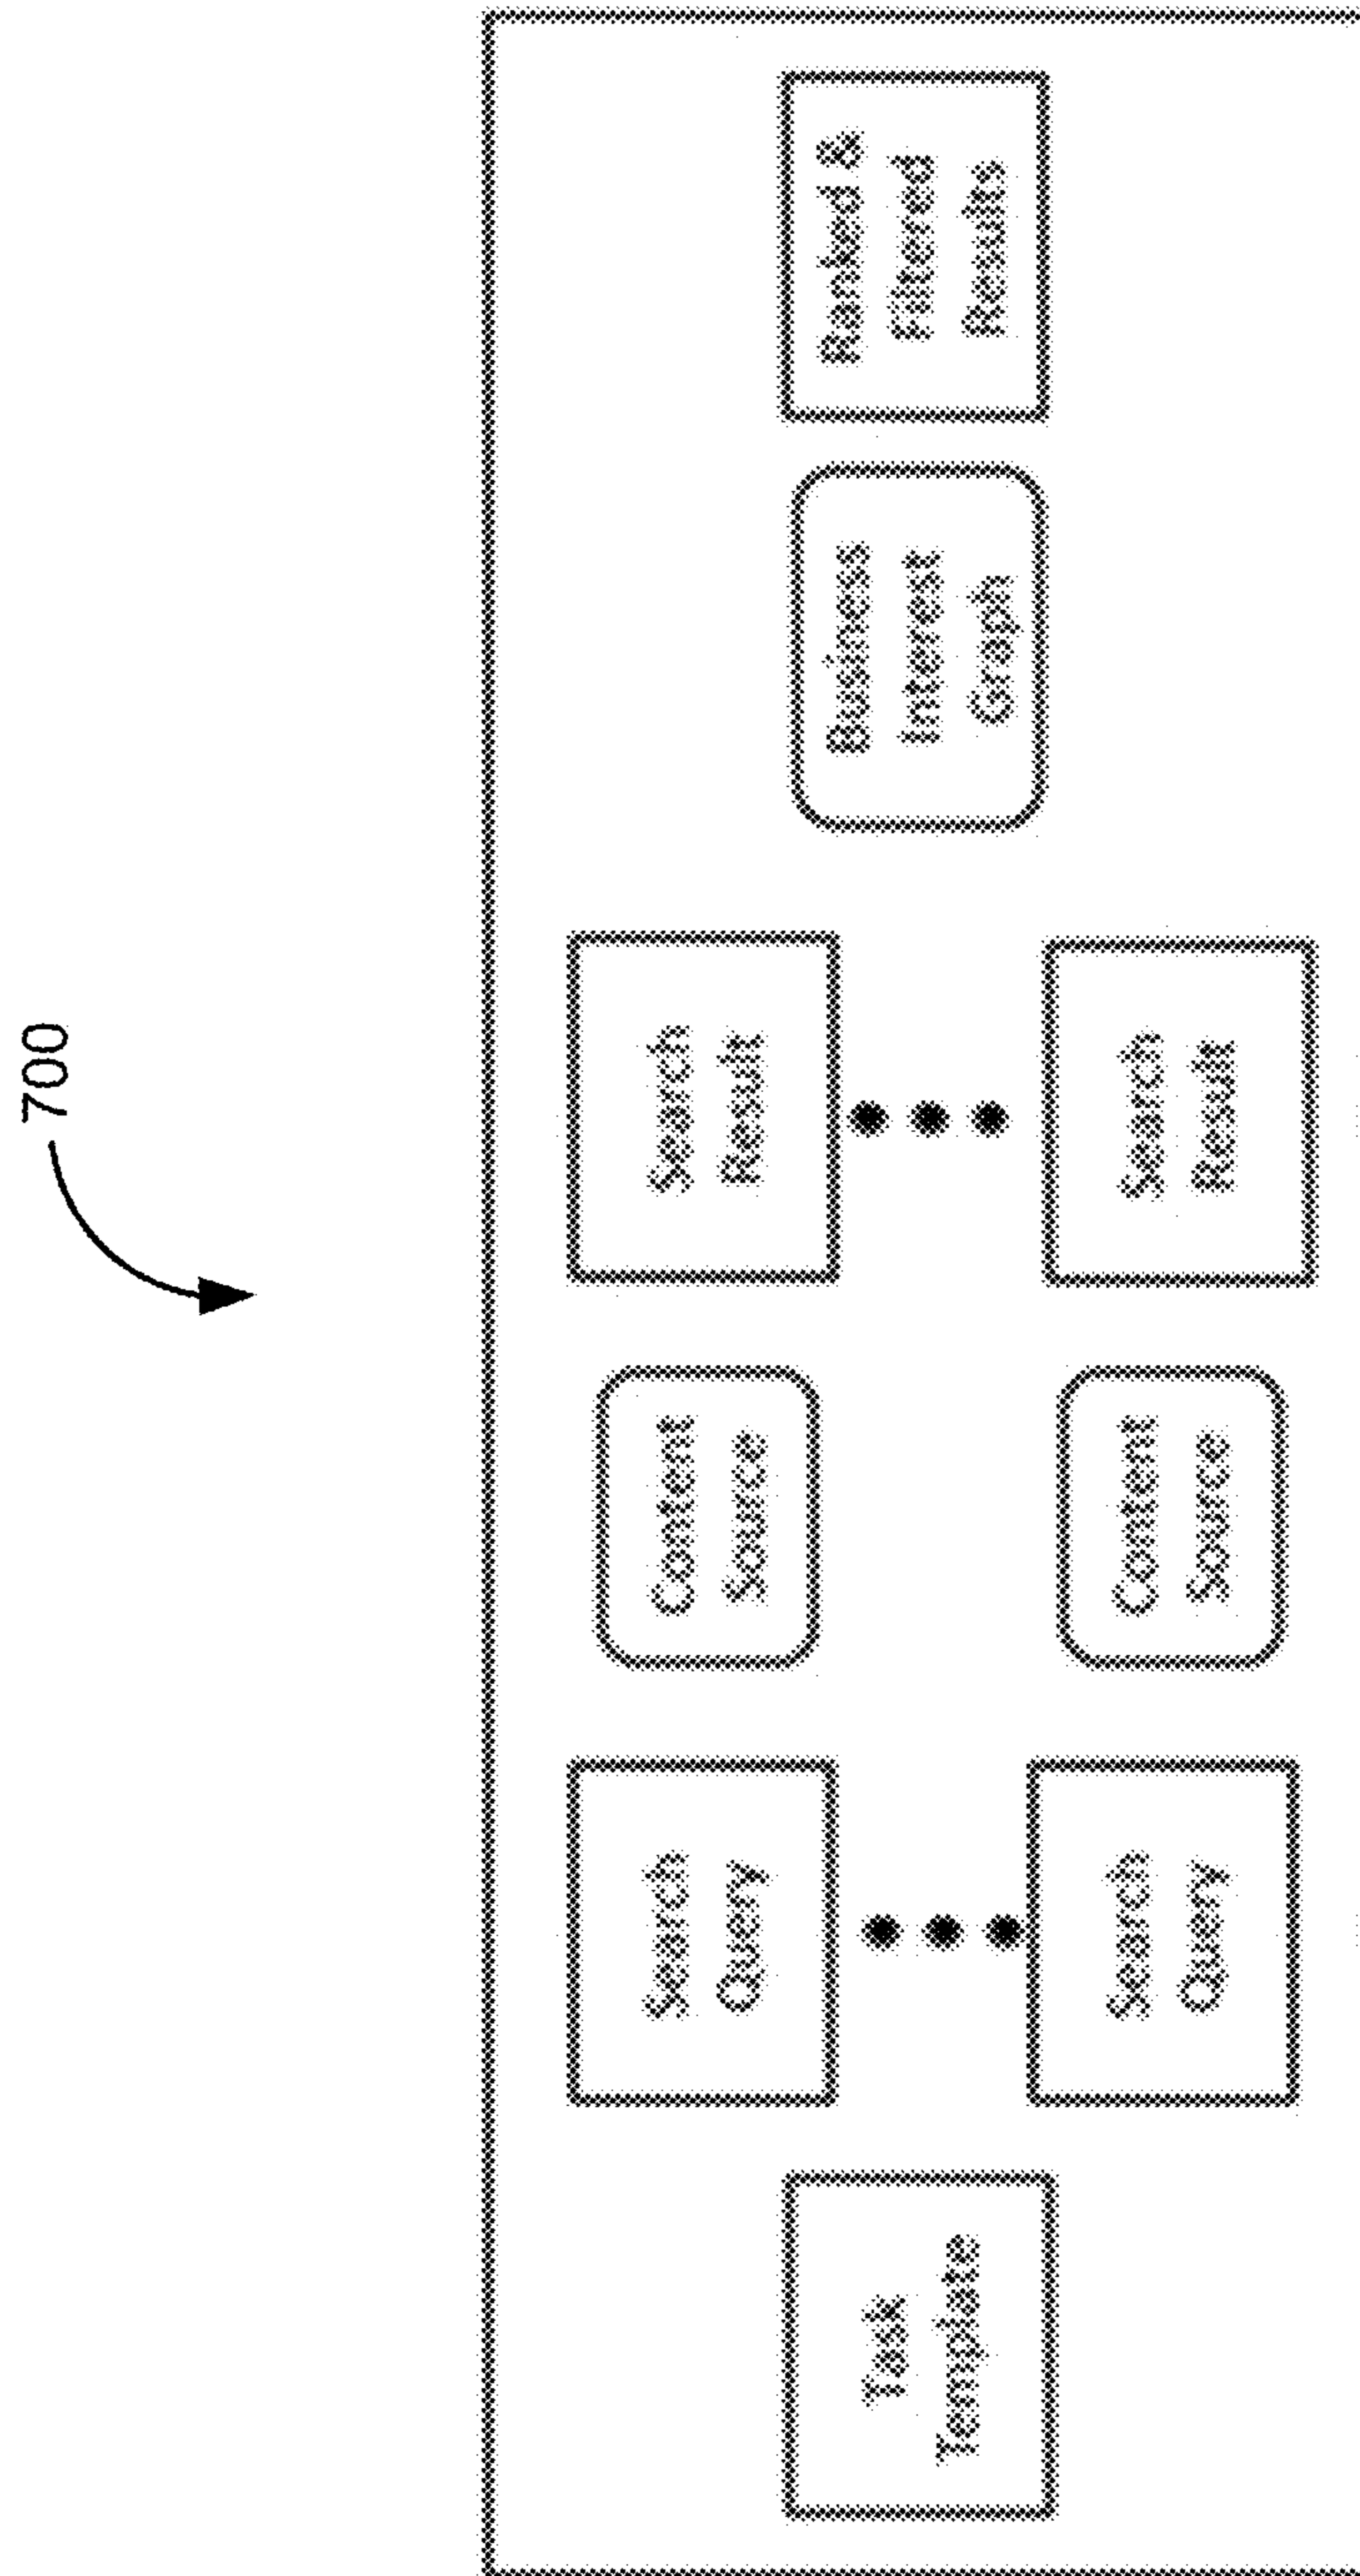 700
Task
Template
Search
Query
Search
Query
Content
Source
Content
Source
Search
Result
Search
Result
Business
Interest
Graph
Ranked &
Filtered
Results